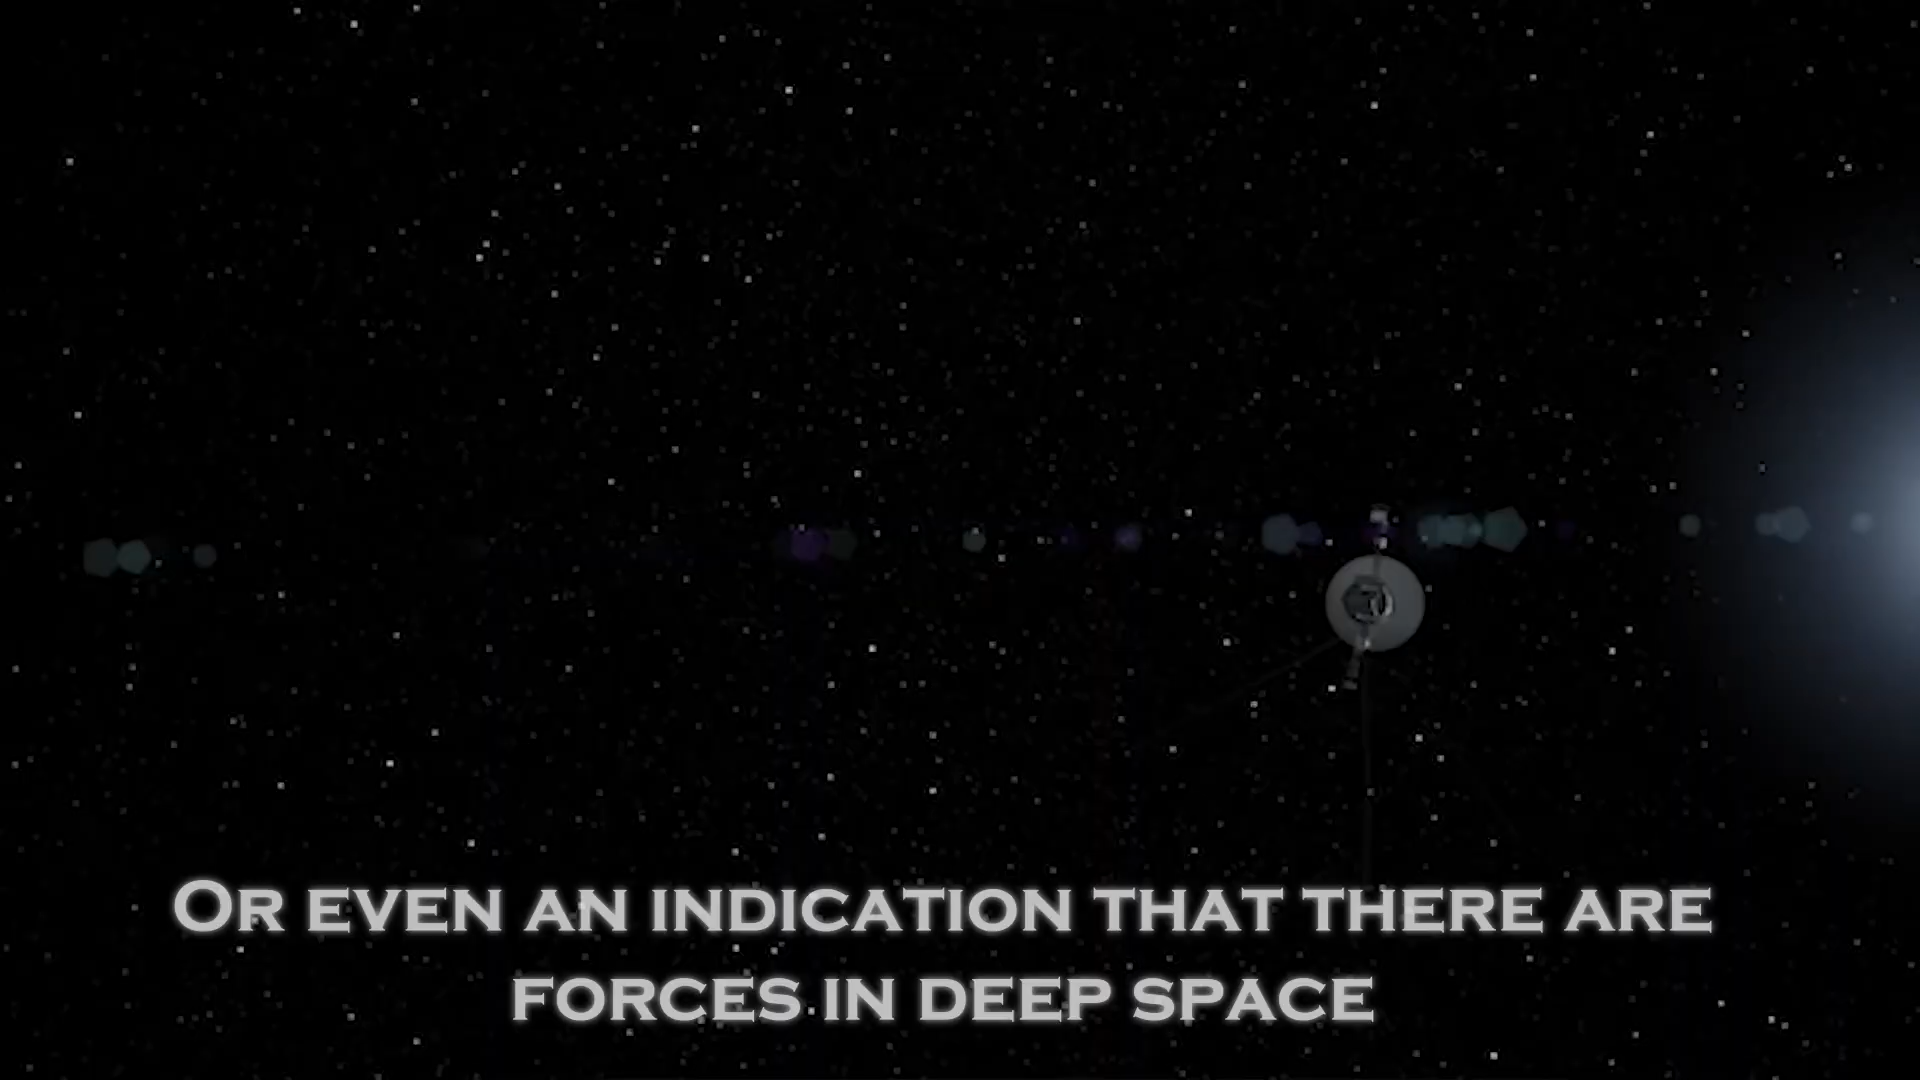 Or even an indication that there are
forces in deep space